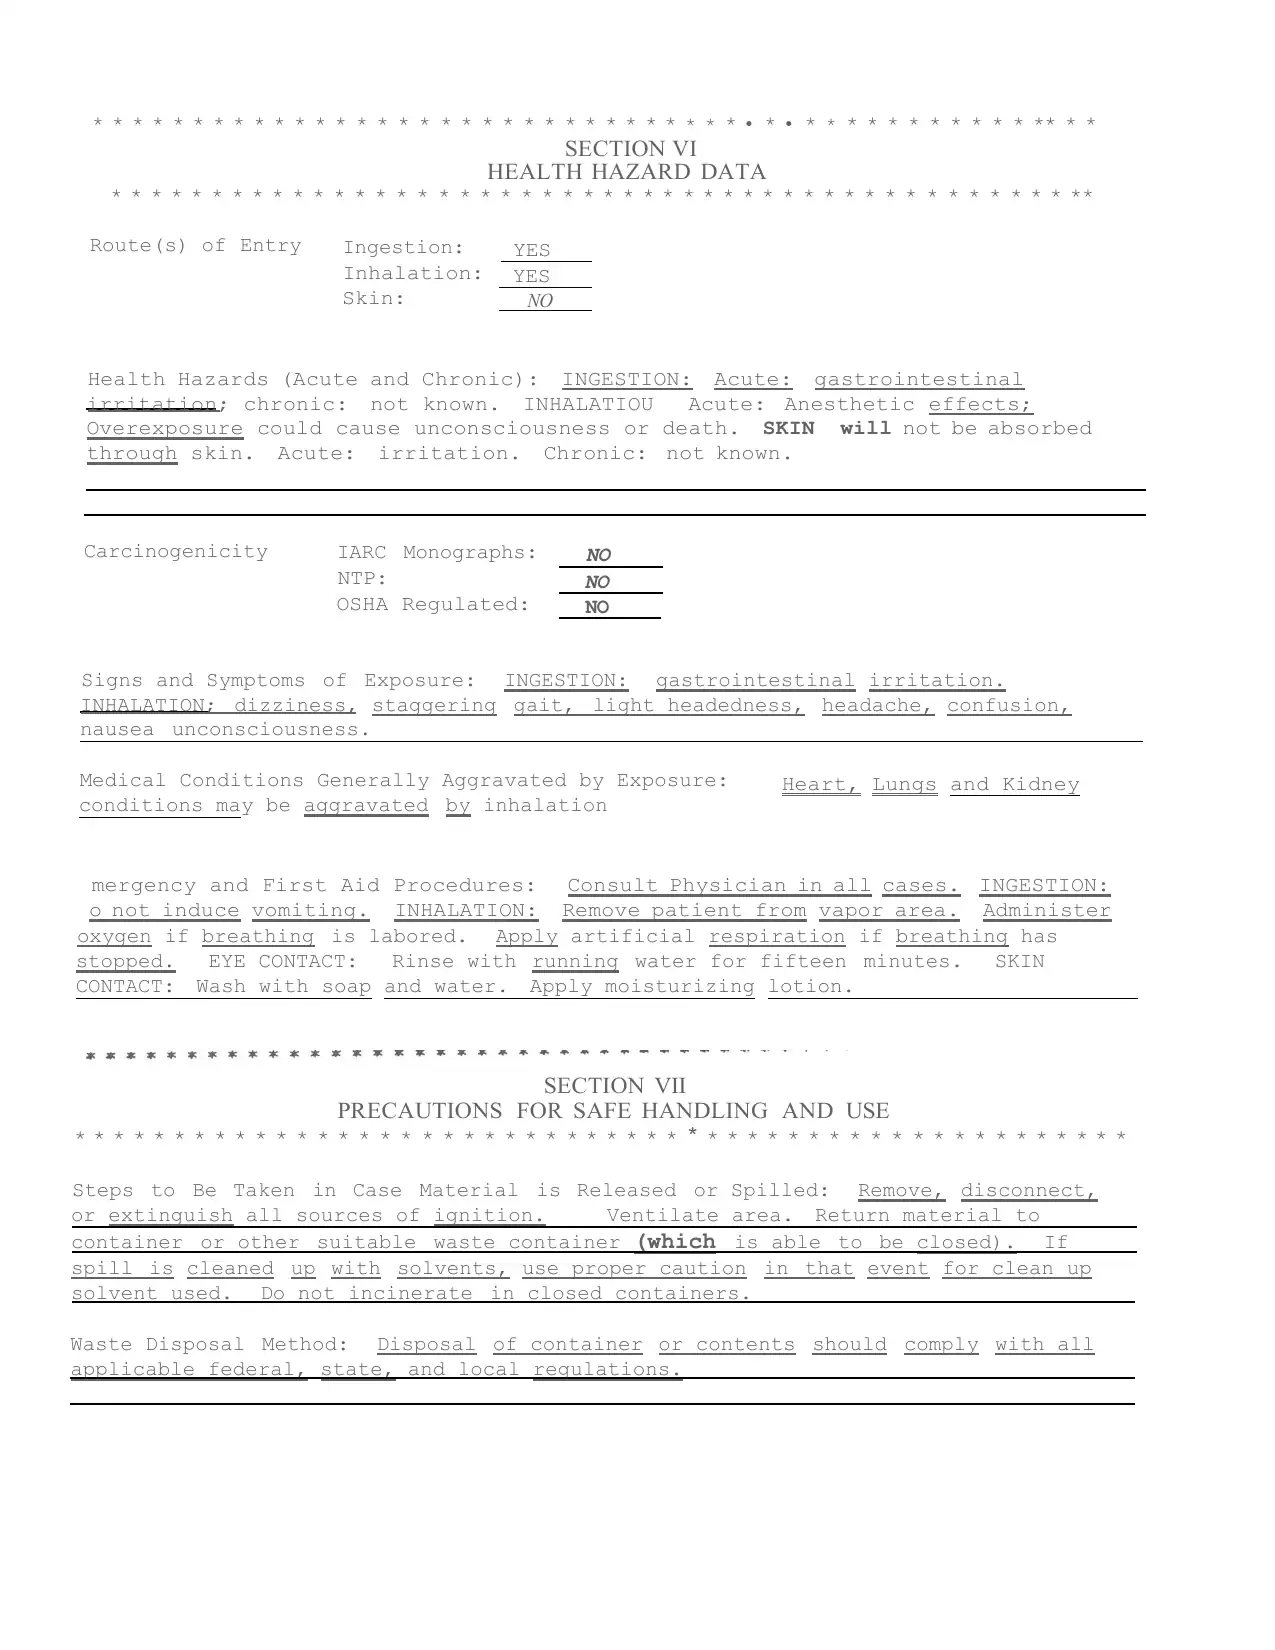 * * * * * * * * * * * * * * * * * * * * * * * * * * * * * * * * • * • * * * * * * * * * * * * ** * *
SECTION VI
HEALTH HAZARD DATA
* * * * * * * * * * * * * * * * * * * * * * * * * * * * * * * * * * * * * * * * * * * * * * * **
Route(s) of Entry Ingestion: YES
Inhalation: YES
Skin: NO
Health Hazards (Acute and Chronic): INGESTION: Acute: gastrointestinal
irritation; chronic: not known. INHALATIOU Acute: Anesthetic effects;
Overexposure could cause unconsciousness or death. SKIN will not be absorbed
through skin. Acute: irritation. Chronic: not known.
Carcinogenicity IARC Monographs: NO
NTP: NO
OSHA Regulated: NO
Signs and Symptoms of Exposure: INGESTION: gastrointestinal irritation.
INHALATION; dizziness, staggering gait, light headedness, headache, confusion,
nausea unconsciousness.
Medical Conditions Generally Aggravated by Exposure: Heart, Lungs and Kidney
conditions may be aggravated by inhalation
mergency and First Aid Procedures: Consult Physician in all cases. INGESTION:
o not induce vomiting. INHALATION: Remove patient from vapor area. Administer
oxygen if breathing is labored. Apply artificial respiration if breathing has
stopped. EYE CONTACT: Rinse with running water for fifteen minutes. SKIN
CONTACT: Wash with soap and water. Apply moisturizing lotion.
* * * * * * * * * * * * * * * * * * * * * * * * * * * * * * * * * * * * * *
SECTION VII
PRECAUTIONS FOR SAFE HANDLING AND USE
* * * * * * * * * * * * * * * * * * * * * * * * * * * * * * * * * * * * * * * * * * * * * * * * * * * *
Steps to Be Taken in Case Material is Released or Spilled: Remove, disconnect,
or extinguish all sources of ignition. Ventilate area. Return material to
container or other suitable waste container (which is able to be closed). If
spill is cleaned up with solvents, use proper caution in that event for clean up
solvent used. Do not incinerate in closed containers.
Waste Disposal Method: Disposal of container or contents should comply with all
applicable federal, state, and local regulations.